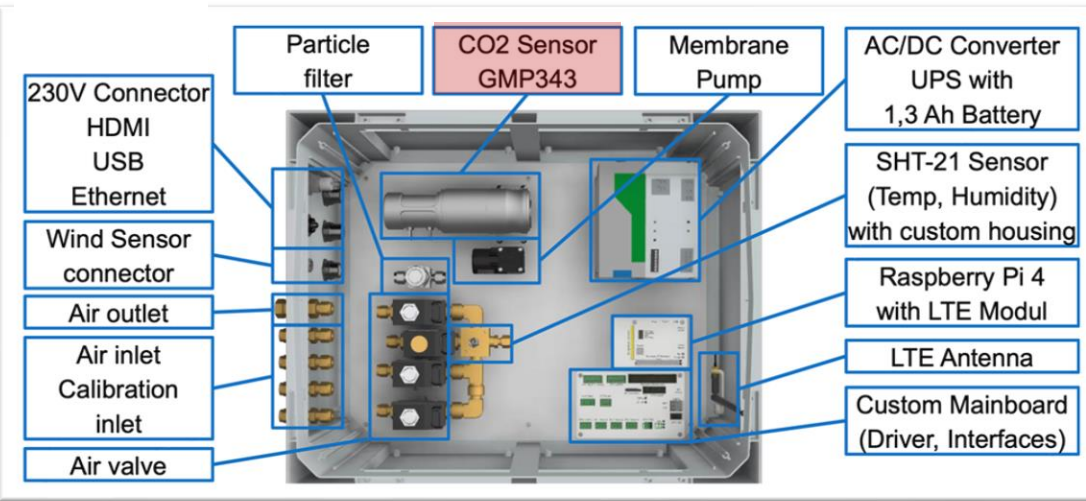 Particle
filter
CO2 Sensor
GMP343
Membrane
Pump
AC/DC Converter
UPS with
1,3 Ah Battery
230V Connector
HDMI
USB
Ethernet
SHT-21 Sensor
(Temp, Humidity)
with custom housing
Wind Sensor
connector
Raspberry Pi 4
with LTE Modul
Air outlet
Air inlet
Calibration
inlet
LTE Antenna
Custom Mainboard
(Driver, Interfaces)
Air valve